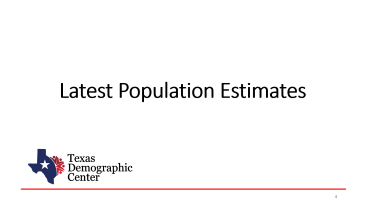 Latest Population Estimates
Texas
Demographic
Center